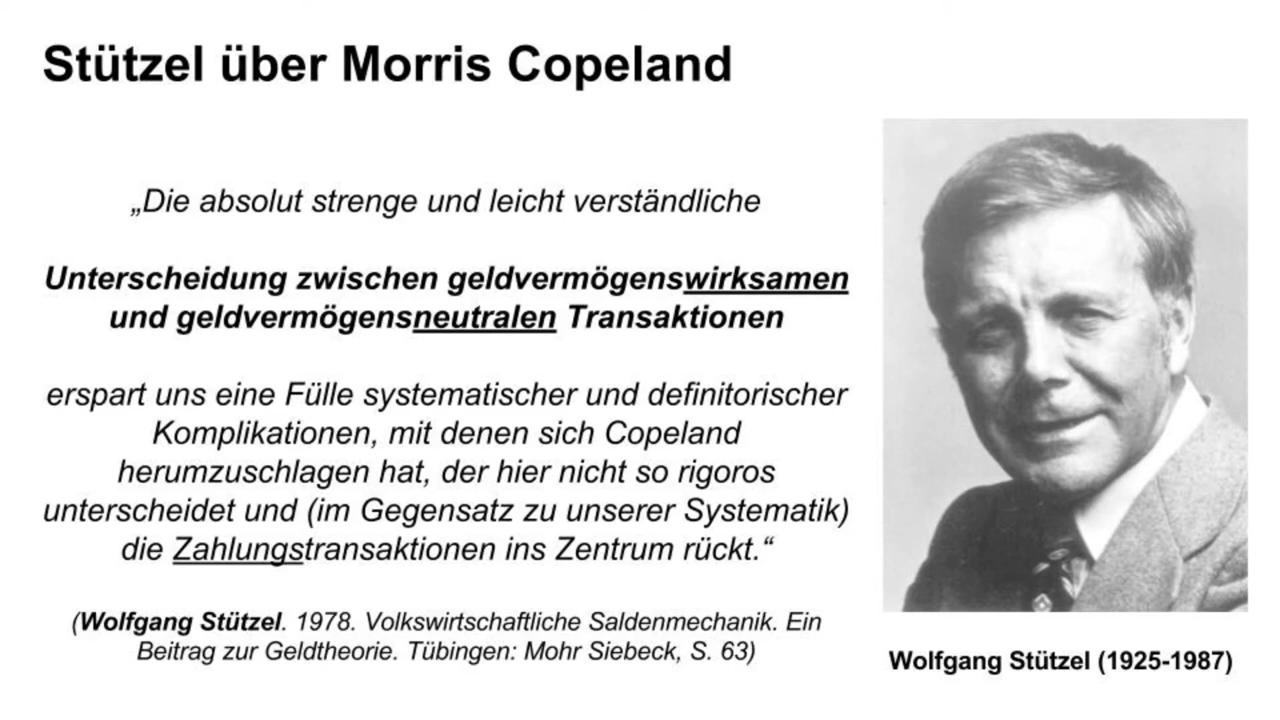 Stützel über Morris Copeland
„Die absolut strenge und leicht verständliche
Unterscheidung zwischen geldvermögenswirksamen
und geldvermögensneutralen Transaktionen
erspart uns eine Fülle systematischer und definitorischer
Komplikationen, mit denen sich Copeland
herumzuschlagen hat, der hier nicht so rigoros
unterscheidet und (im Gegensatz zu unserer Systematik)
die Zahlungstransaktionen ins Zentrum rückt.“
(Wolfgang Stützel. 1978. Volkswirtschaftliche Saldenmechanik. Ein
Beitrag zur Geldtheorie. Tübingen: Mohr Siebeck, S. 63)
Wolfgang Stützel (1925-1987)